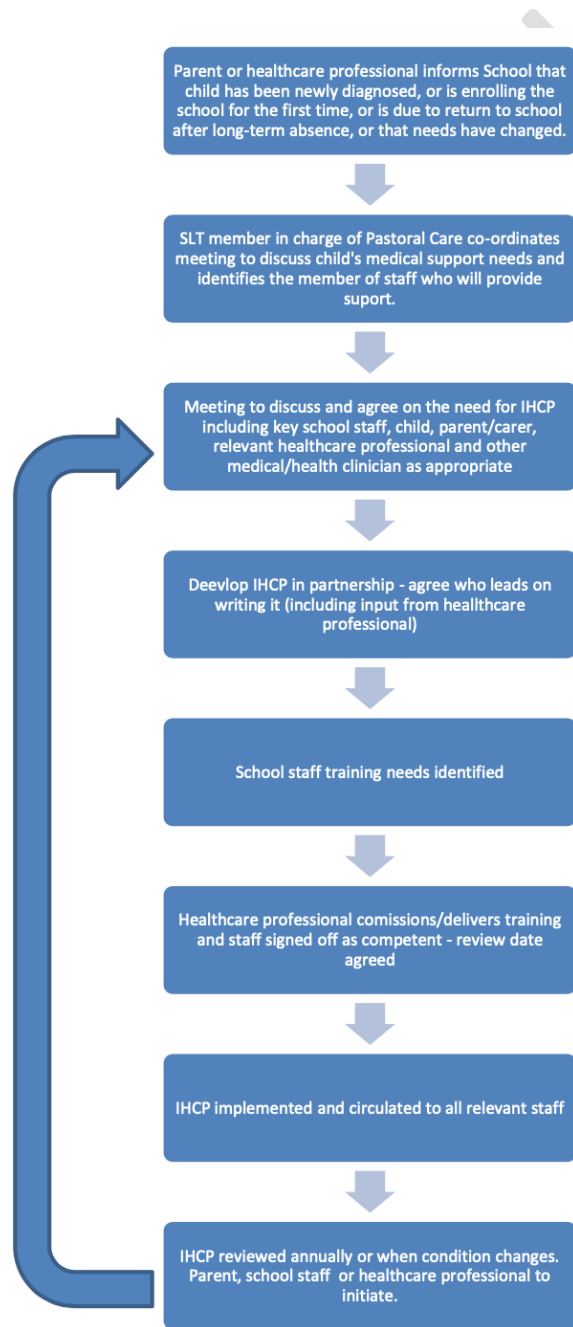 Parent or healthcare professional informs School that
child has been newly diagnosed, or is enrolling the
school for the first time, or is due to return to school
after long-term absence, or that needs have changed.
SLT member in charge of Pastoral Care co-ordinates
meeting to discuss child's medical support needs and
identifies the member of staff who will provide
suport.
Meeting to discuss and agree on the need for IHCP
including key school staff, child, parent/carer,
relevant healthcare professional and other
medical/health clinician as appropriate
Deevlop IHCP in partnership - agree who leads on
writing it (including input from heallthcare
professional)
School staff training needs identified
Healthcare professional comissions/delivers training
and staff signed off as competent - review date
agreed
IHCP implemented and circulated to all relevant staff
IHCP reviewed annually or when condition changes.
Parent, school staff or healthcare professional to
initiate.